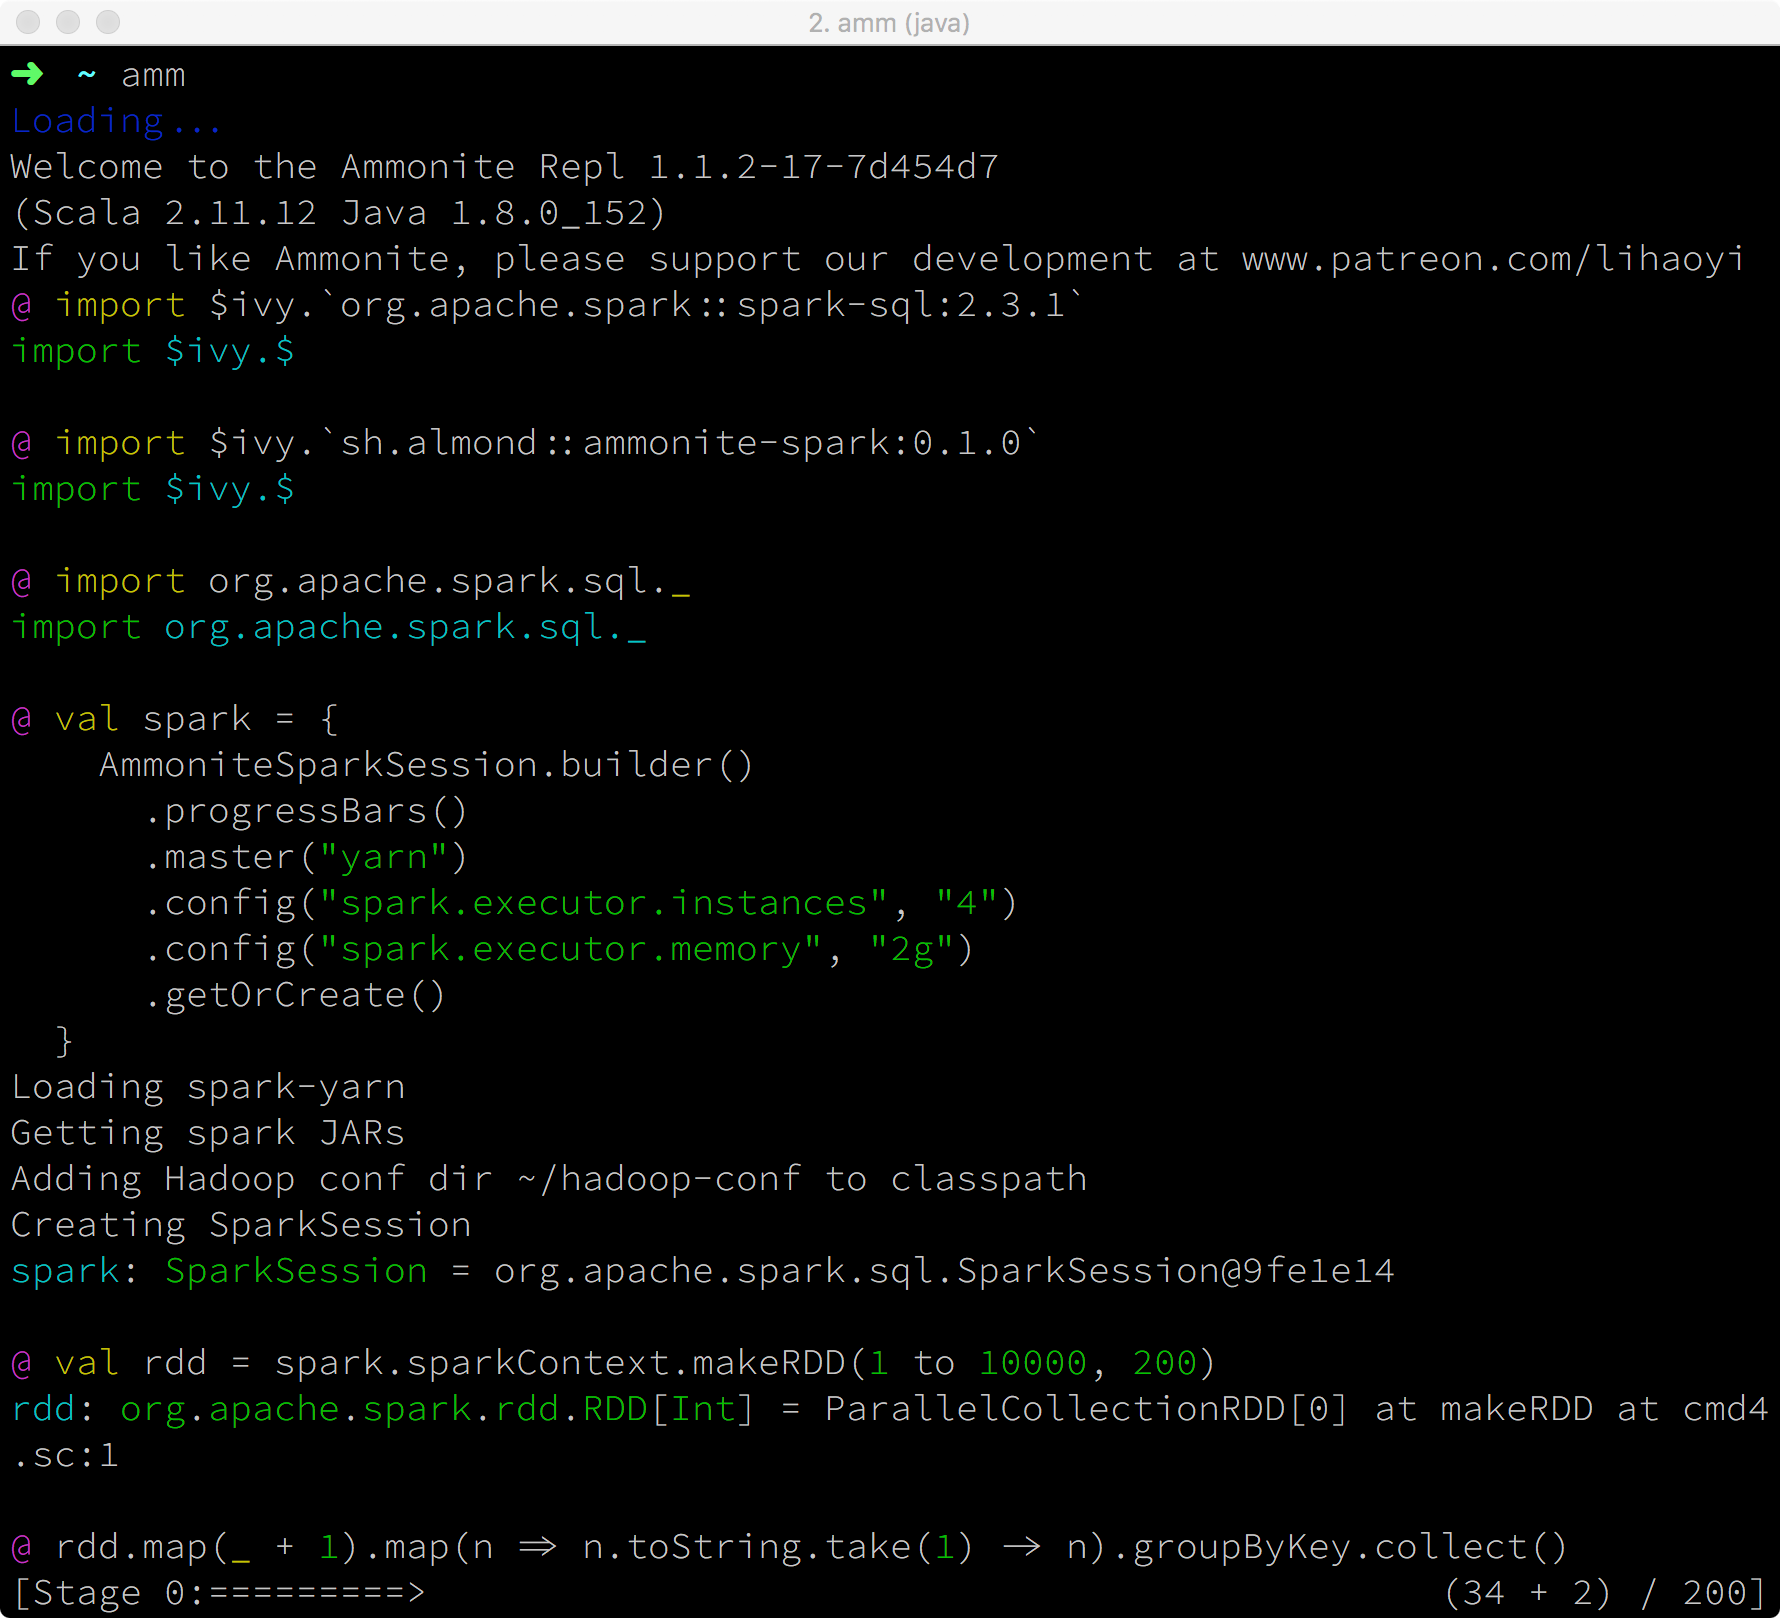 2. amm (java)
➜ ~ amm
Loading...
Welcome to the Ammonite Repl 1.1.2-17-7d454d7
(Scala 2.11.12 Java 1.8.0_152)
If you like Ammonite, please support our development at www.patreon.com/lihaoyi
@ import $ivy.`org.apache.spark::spark-sql:2.3.1`
import $ivy.$
@ import $ivy.`sh.almond::ammonite-spark:0.1.0`
import $ivy.$
@ import org.apache.spark.sql._
import org.apache.spark.sql._
@ val spark = {
    AmmoniteSparkSession.builder()
      .progressBars()
      .master("yarn")
      .config("spark.executor.instances", "4")
      .config("spark.executor.memory", "2g")
      .getOrCreate()
  }
Loading spark-yarn
Getting spark JARs
Adding Hadoop conf dir ~/hadoop-conf to classpath
Creating SparkSession
spark: SparkSession = org.apache.spark.sql.SparkSession@9fe1e14
@ val rdd = spark.sparkContext.makeRDD(1 to 10000, 200)
rdd: org.apache.spark.rdd.RDD[Int] = ParallelCollectionRDD[0] at makeRDD at cmd4
.sc:1
@ rdd.map(_ + 1).map(n => n.toString.take(1) -> n).groupByKey.collect()
[Stage 0:=========>                                              (34 + 2) / 200]